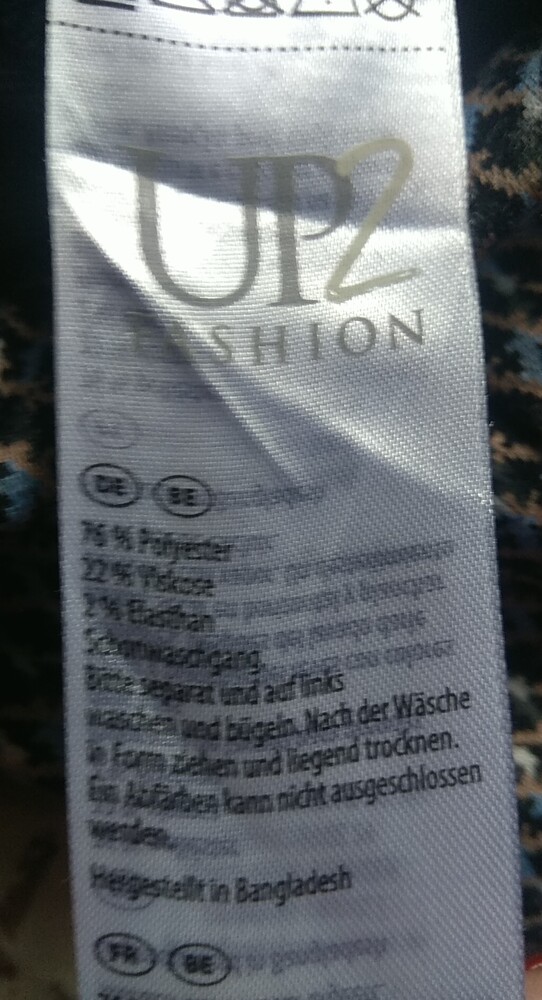 UP2
FASHION
DE BE
76 % Polyester
22 % Viskose
2 % Elasthan
Schonwaschgang.
Bitte separat und auf links
waschen und bügeln. Nach der Wäsche
in Form ziehen und liegend trocknen.
Ein Abfärben kann nicht ausgeschlossen
werden.
Hergestellt in Bangladesh
FR BE